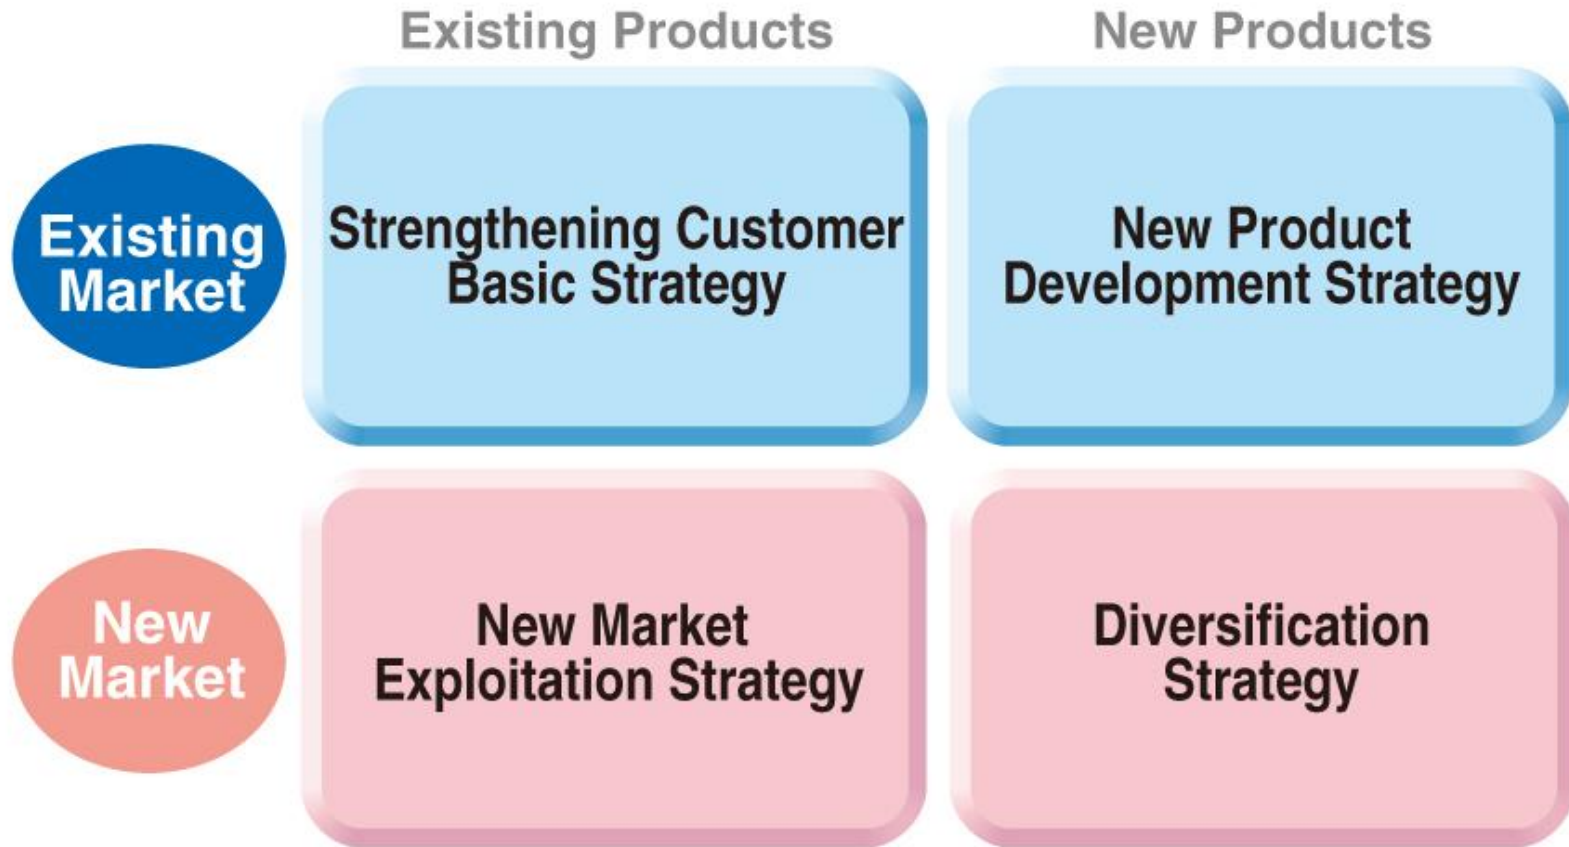 Existing Products
New Products
Existing
Market
Strengthening Customer
Basic Strategy
New Product
Development Strategy
New
Market
New Market
Exploitation Strategy
Diversification
Strategy